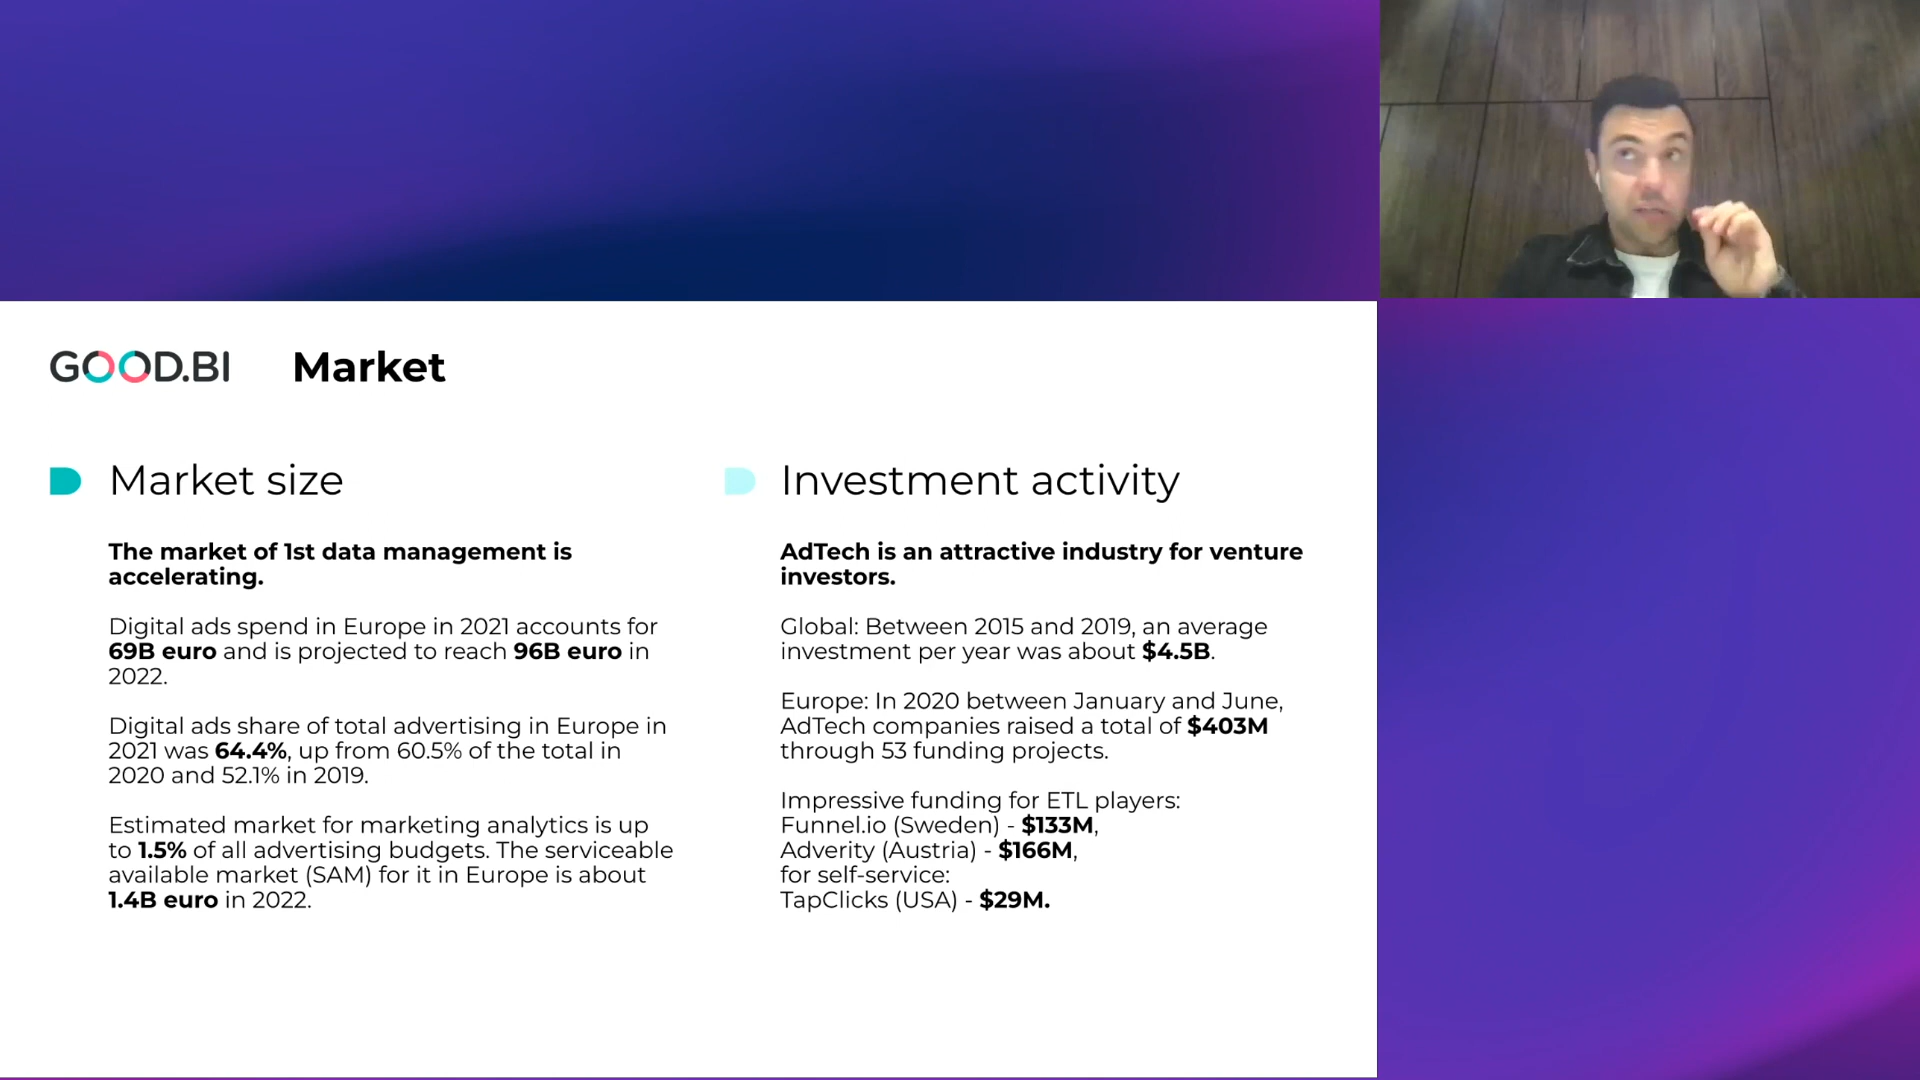 GOOD.BI
Market
Market size
The market of 1st data management is
accelerating.
Digital ads spend in Europe in 2021 accounts for
69B euro and is projected to reach 96B euro in
2022.
Digital ads share of total advertising in Europe in
2021 was 64.4%, up from 60.5% of the total in
2020 and 52.1% in 2019.
Estimated market for marketing analytics is up
to 1.5% of all advertising budgets. The serviceable
available market (SAM) for it in Europe is about
1.4B euro in 2022.
Investment activity
AdTech is an attractive industry for venture
investors.
Global: Between 2015 and 2019, an average
investment per year was about $4.5B.
Europe: In 2020 between January and June,
AdTech companies raised a total of $403M
through 53 funding projects.
Impressive funding for ETL players:
Funnel.io (Sweden) - $133M,
Adverity (Austria) - $166M,
for self-service:
TapClicks (USA) - $29M.